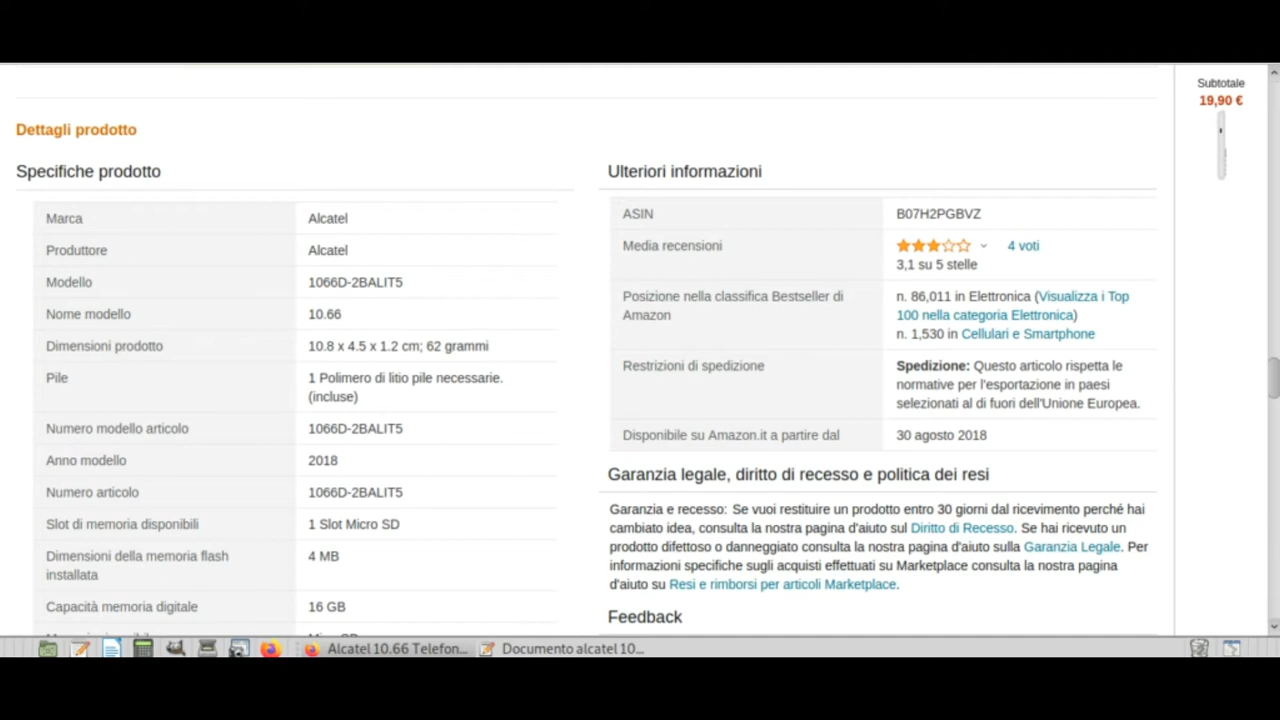 Subtotale
19,90 €
Dettagli prodotto
Specifiche prodotto
Marca Alcatel
Produttore Alcatel
Modello 1066D-2BALIT5
Nome modello 10.66
Dimensioni prodotto 10.8 x 4.5 x 1.2 cm; 62 grammi
Pile 1 Polimero di litio pile necessarie.
(incluse)
Numero modello articolo 1066D-2BALIT5
Anno modello 2018
Numero articolo 1066D-2BALIT5
Slot di memoria disponibili 1 Slot Micro SD
Dimensioni della memoria flash 4 MB
installata
Capacità memoria digitale 16 GB
Ulteriori informazioni
ASIN B07H2PGBVZ
Media recensioni 4 voti
3,1 su 5 stelle
Posizione nella classifica Bestseller di n. 86,011 in Elettronica (Visualizza i Top
Amazon 100 nella categoria Elettronica)
n. 1,530 in Cellulari e Smartphone
Restrizioni di spedizione Spedizione: Questo articolo rispetta le
normative per l'esportazione in paesi
selezionati al di fuori dell'Unione Europea.
Disponibile su Amazon.it a partire dal 30 agosto 2018
Garanzia legale, diritto di recesso e politica dei resi
Garanzia e recesso: Se vuoi restituire un prodotto entro 30 giorni dal ricevimento perché hai
cambiato idea, consulta la nostra pagina d'aiuto sul Diritto di Recesso. Se hai ricevuto un
prodotto difettoso o danneggiato consulta la nostra pagina d'aiuto sulla Garanzia Legale. Per
informazioni specifiche sugli acquisti effettuati su Marketplace consulta la nostra pagina
d'aiuto su Resi e rimborsi per articoli Marketplace.
Feedback
Alcatel 10.66 Telefon...
Documento alcatel 10...